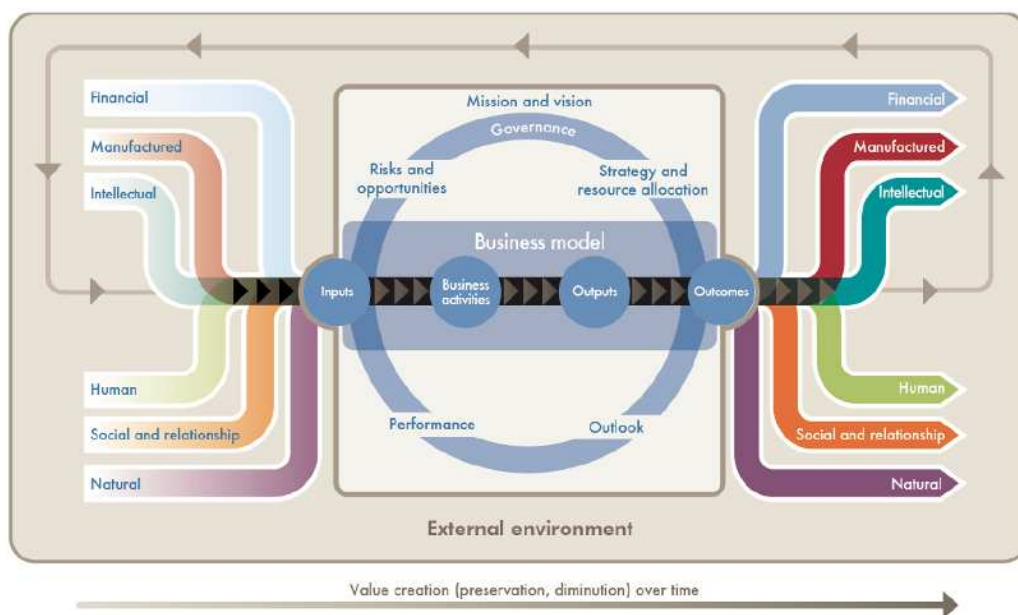 Financial
Manufactured
Intellectual
Human
Social and relationship
Natural
Mission and vision
Governance
Risks and
opportunities
Strategy and
resource allocation
Business model
Inputs
Business
activities
Outputs
Outcomes
Performance
Outlook
Financial
Manufactured
Intellectual
Human
Social and relationship
Natural
External environment
Value creation (preservation, diminution) over time